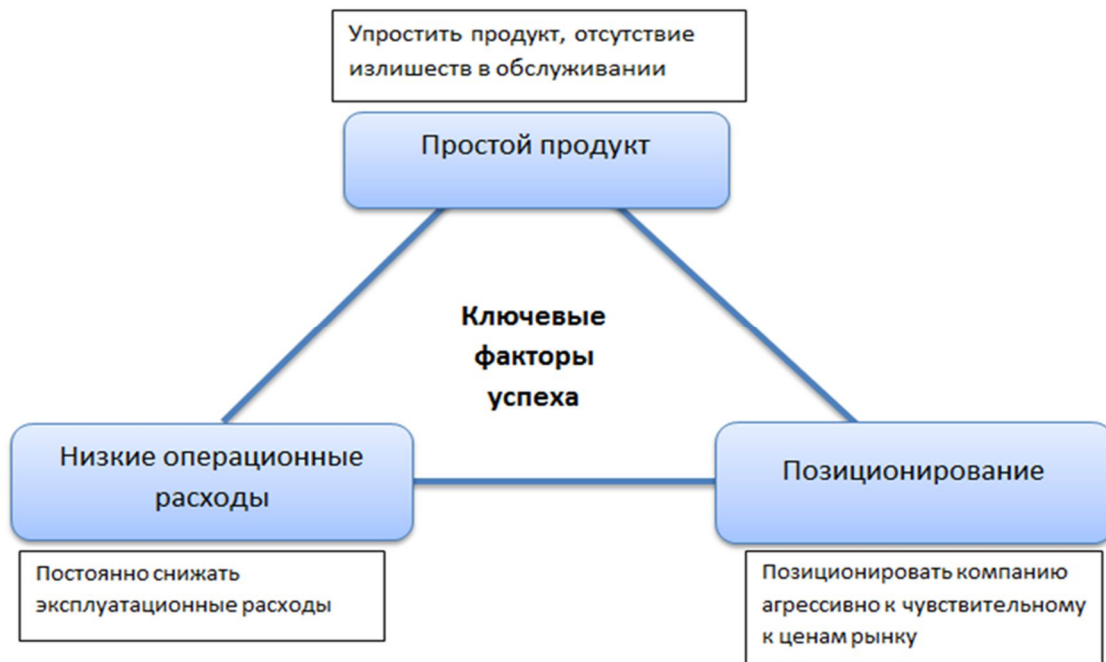 Упростить продукт, отсутствие
излишеств в обслуживании
Простой продукт
Ключевые
факторы
успеха
Низкие операционные
расходы
Позиционирование
Постоянно снижать
эксплуатационные расходы
Позиционировать компанию
агрессивно к чувствительному
к ценам рынку